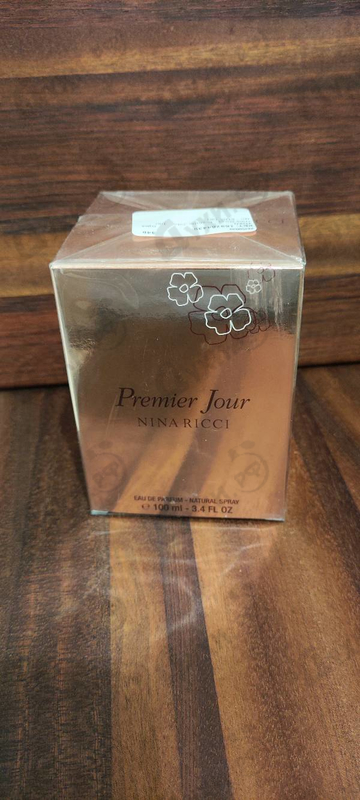 Premier Jour
NINA RICCI
EAU DE PARFUM - NATURAL SPRAY
℮ 100 ml - 3.4 FL OZ